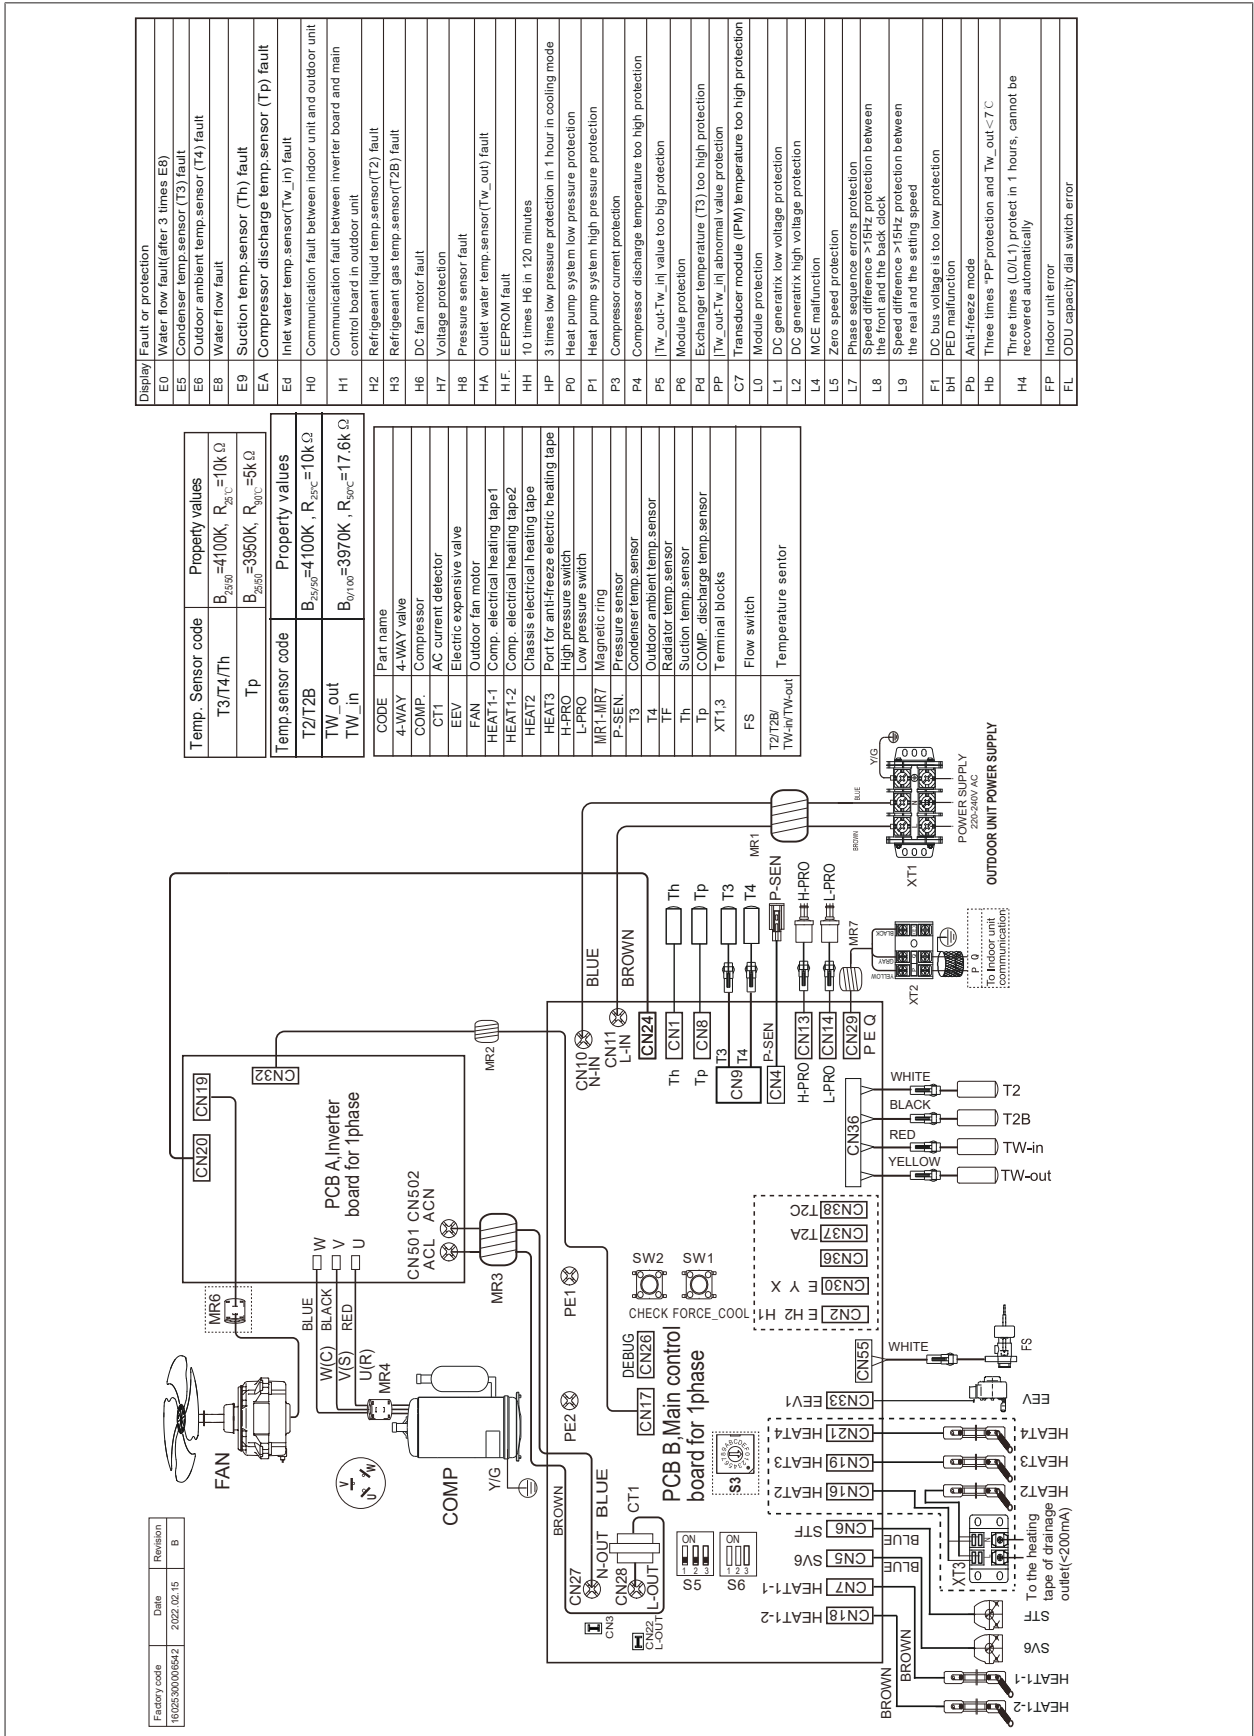 Factory code Date Revision
16025300006542 2022.02.15 B
FAN
MR6
CN20
CN19
CN32
PCB A,Inverter
board for 1phase
W
V
U
CN501 CN502
ACL ACN
BLUE
BLACK
RED
W(C)
V(S)
U(R)
MR4
MR3
MR2
V
U
W
COMP
Y/G
BROWN
BLUE
PE2
PE1
CN10
N-IN
CN11
L-IN
BLUE
BROWN
MR1
CN24
CN1
Th
Th
CN8
Tp
Tp
CN9
T3
T4
T3
T4
CN4
P-SEN
P-SEN
CN13
H-PRO
H-PRO
CN14
L-PRO
L-PRO
CN29
P E Q
MR7
YELLOW
GRAY
BLACK
XT2
P Q
To Indoor unit
communication
BROWN
BLUE
Y/G
XT1
POWER SUPPLY
220-240V AC
OUTDOOR UNIT POWER SUPPLY
CN27
N-OUT
CN28
L-OUT
CT1
CN3
CN22
L-OUT
ON
1 2 3
S5
ON
1 2 3
S6
S3
PCB B,Main control
board for 1phase
CN17
DEBUG
CN26
SW2
SW1
CHECK FORCE_COOL
CN2
E H2 H1
CN30
E Y X
CN36
CN37
T2A
CN38
T2C
CN36
WHITE
T2
BLACK
T2B
RED
TW-in
YELLOW
TW-out
CN55
WHITE
FS
CN33
EEV1
EEV
CN21
HEAT4
HEAT4
CN19
HEAT3
HEAT3
CN16
HEAT2
HEAT2
CN6
STF
BLUE
STF
CN5
SV6
BLUE
SV6
CN7
HEAT1-1
BROWN
HEAT1-1
CN18
HEAT1-2
BROWN
HEAT1-2
XT3
To the heating
tape of drainage
outlet(<200mA)
Temp. Sensor code Property values
T3/T4/Th B25/50=4100K, R25℃=10kΩ
Tp B25/50=3950K, R90℃=5kΩ
Temp.sensor code Property values
T2/T2B B25/50=4100K , R25℃=10kΩ
TW_out
TW_in B0/100=3970K , R50℃=17.6kΩ
CODE Part name
4-WAY 4-WAY valve
COMP. Compressor
CT1 AC current detector
EEV Electric expensive valve
FAN Outdoor fan motor
HEAT1-1 Comp. electrical heating tape1
HEAT1-2 Comp. electrical heating tape2
HEAT2 Chassis electrical heating tape
HEAT3 Port for anti-freeze electric heating tape
H-PRO High pressure switch
L-PRO Low pressure switch
MR1-MR7 Magnetic ring
P-SEN. Pressure sensor
T3 Condenser temp.sensor
T4 Outdoor ambient temp.sensor
TF Radiator temp.sensor
Th Suction temp.sensor
Tp COMP. discharge temp.sensor
XT1,3 Terminal blocks
FS Flow switch
T2/T2B/
TW-in/TW-out Temperature sentor
Display Fault or protection
E0 Water flow fault(after 3 times E8)
E5 Condenser temp.sensor (T3) fault
E6 Outdoor ambient temp.sensor (T4) fault
E8 Water flow fault
E9 Suction temp.sensor (Th) fault
EA Compressor discharge temp.sensor (Tp) fault
Ed Inlet water temp.sensor(Tw_in) fault
H0 Communication fault between indoor unit and outdoor unit
H1 Communication fault between inverter board and main
control board in outdoor unit
H2 Refrigeeant liquid temp.sensor(T2) fault
H3 Refrigeeant gas temp.sensor(T2B) fault
H6 DC fan motor fault
H7 Voltage protection
H8 Pressure sensor fault
HA Outlet water temp.sensor(Tw_out) fault
H.F. EEPROM fault
HH 10 times H6 in 120 minutes
HP 3 times low pressure protection in 1 hour in cooling mode
P0 Heat pump system low pressure protection
P1 Heat pump system high pressure protection
P3 Compressor current protection
P4 Compressor discharge temperature too high protection
P5 |Tw_out-Tw_in| value too big protection
P6 Module protection
Pd Exchanger temperature (T3) too high protection
PP |Tw_out-Tw_in| abnormal value protection
C7 Transducer module (IPM) temperature too high protection
L0 Module protection
L1 DC generatrix low voltage protection
L2 DC generatrix high voltage protection
L4 MCE malfunction
L5 Zero speed protection
L7 Phase sequence errors protection
L8 Speed difference >15Hz protection between
the front and the back clock
L9 Speed difference >15Hz protection between
the real and the setting speed
F1 DC bus voltage is too low protection
bH PED malfunction
Pb Anti-freeze mode
Hb Three times "PP"protection and Tw_out<7℃
H4 Three times (L0/L1) protect in 1 hours, cannot be
recovered automatically
FP Indoor unit error
FL ODU capacity dial switch error